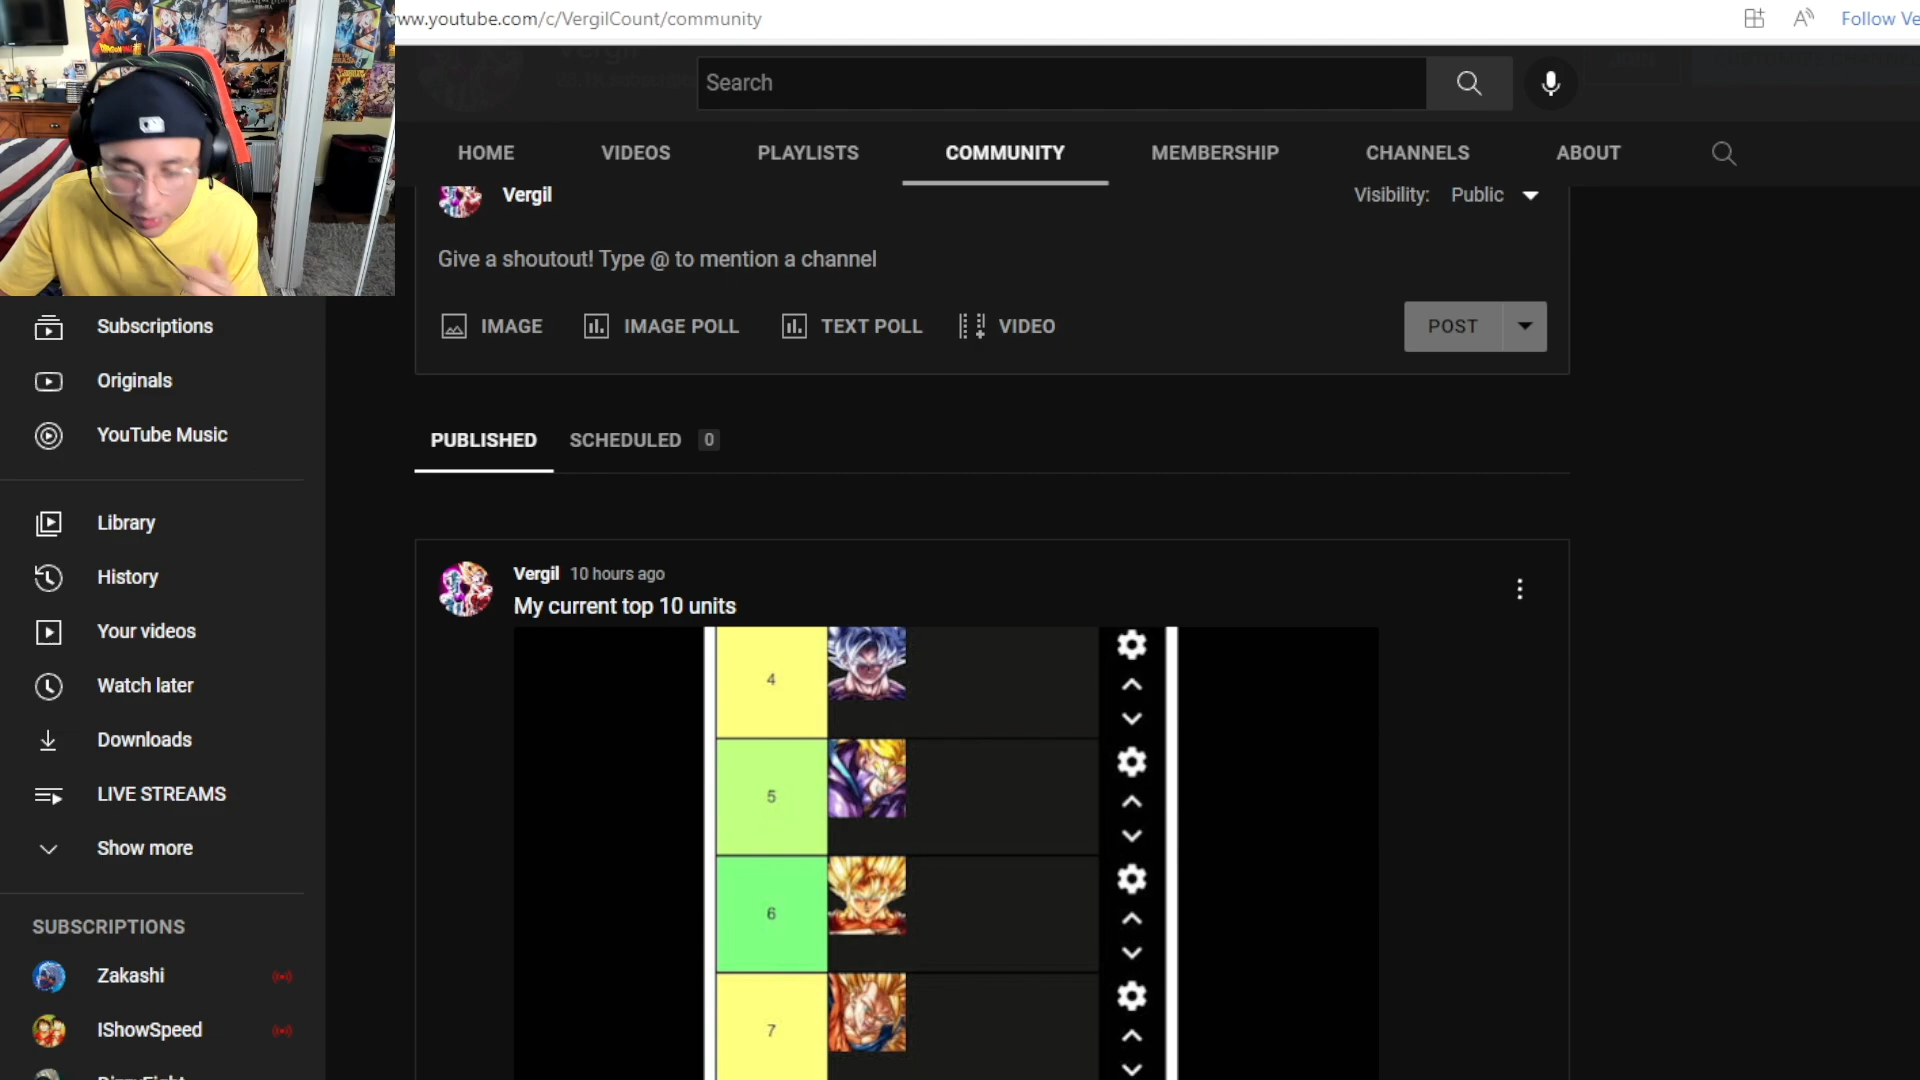 www.youtube.com/c/VergilCount/community
Follow Ve
Search
HOME
VIDEOS
PLAYLISTS
COMMUNITY
MEMBERSHIP
CHANNELS
ABOUT
Vergil
Visibility: Public
Give a shoutout! Type @ to mention a channel
IMAGE
IMAGE POLL
TEXT POLL
VIDEO
POST
PUBLISHED
SCHEDULED 0
Subscriptions
Originals
YouTube Music
Library
History
Your videos
Watch later
Downloads
LIVE STREAMS
Show more
SUBSCRIPTIONS
Zakashi
IShowSpeed
Vergil 10 hours ago
My current top 10 units
4
5
6
7